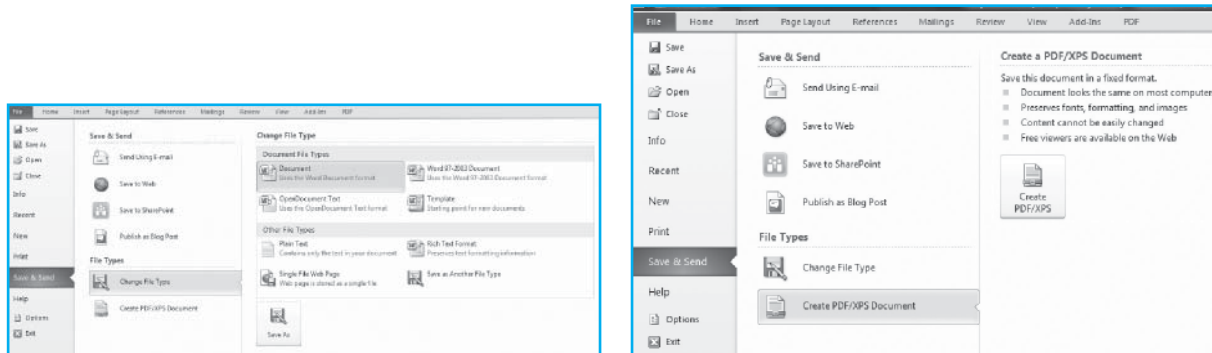 File Home Insert Page Layout References Mailings Review View Add-Ins PDF
Save
Save As
Open
Close
Info
Recent
New
Print
Save & Send
Help
Options
Exit
Save & Send
Send Using E-mail
Save to Web
Save to SharePoint
Publish as Blog Post
File Types
Change File Type
Create PDF/XPS Document
Change File Type
Document File Types
Document
Uses the Word Document format
Word 97-2003 Document
Uses the Word 97-2003 Document format
OpenDocument Text
Uses the OpenDocument Text format
Template
Starting point for new documents
Other File Types
Plain Text
Contains only the text in your document
Rich Text Format
Preserves text formatting information
Single File Web Page
Web page is stored as a single file
Save as Another File Type
Save As
File Home Insert Page Layout References Mailings Review View Add-Ins PDF
Save
Save As
Open
Close
Info
Recent
New
Print
Save & Send
Help
Options
Exit
Save & Send
Send Using E-mail
Save to Web
Save to SharePoint
Publish as Blog Post
File Types
Change File Type
Create PDF/XPS Document
Create a PDF/XPS Document
Save this document in a fixed format.
Document looks the same on most computer
Preserves fonts, formatting, and images
Content cannot be easily changed
Free viewers are available on the Web
Create
PDF/XPS